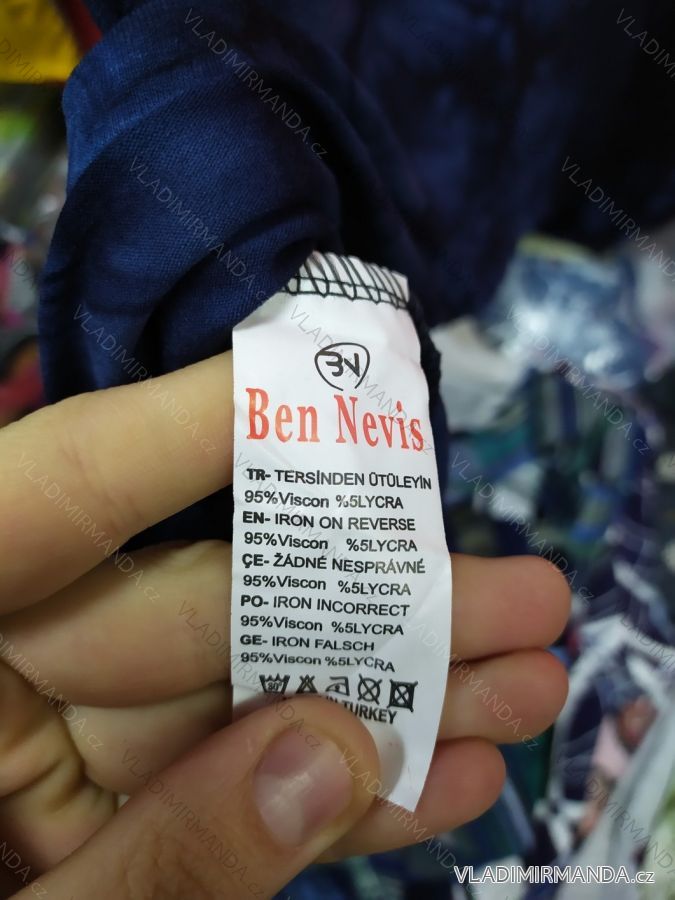 BN
Ben Nevis
TR- TERSİNDEN ÜTÜLEYİN
95%Viscon %5LYCRA
EN- IRON ON REVERSE
95%Viscon %5LYCRA
ÇE- ŽÁDNÉ NESPRÁVNÉ
95%Viscon %5LYCRA
PO- IRON INCORRECT
95%Viscon %5LYCRA
GE- IRON FALSCH
95%Viscon %5LYCRA
30°
IN TURKEY
VLADIMIRMANDA.cz